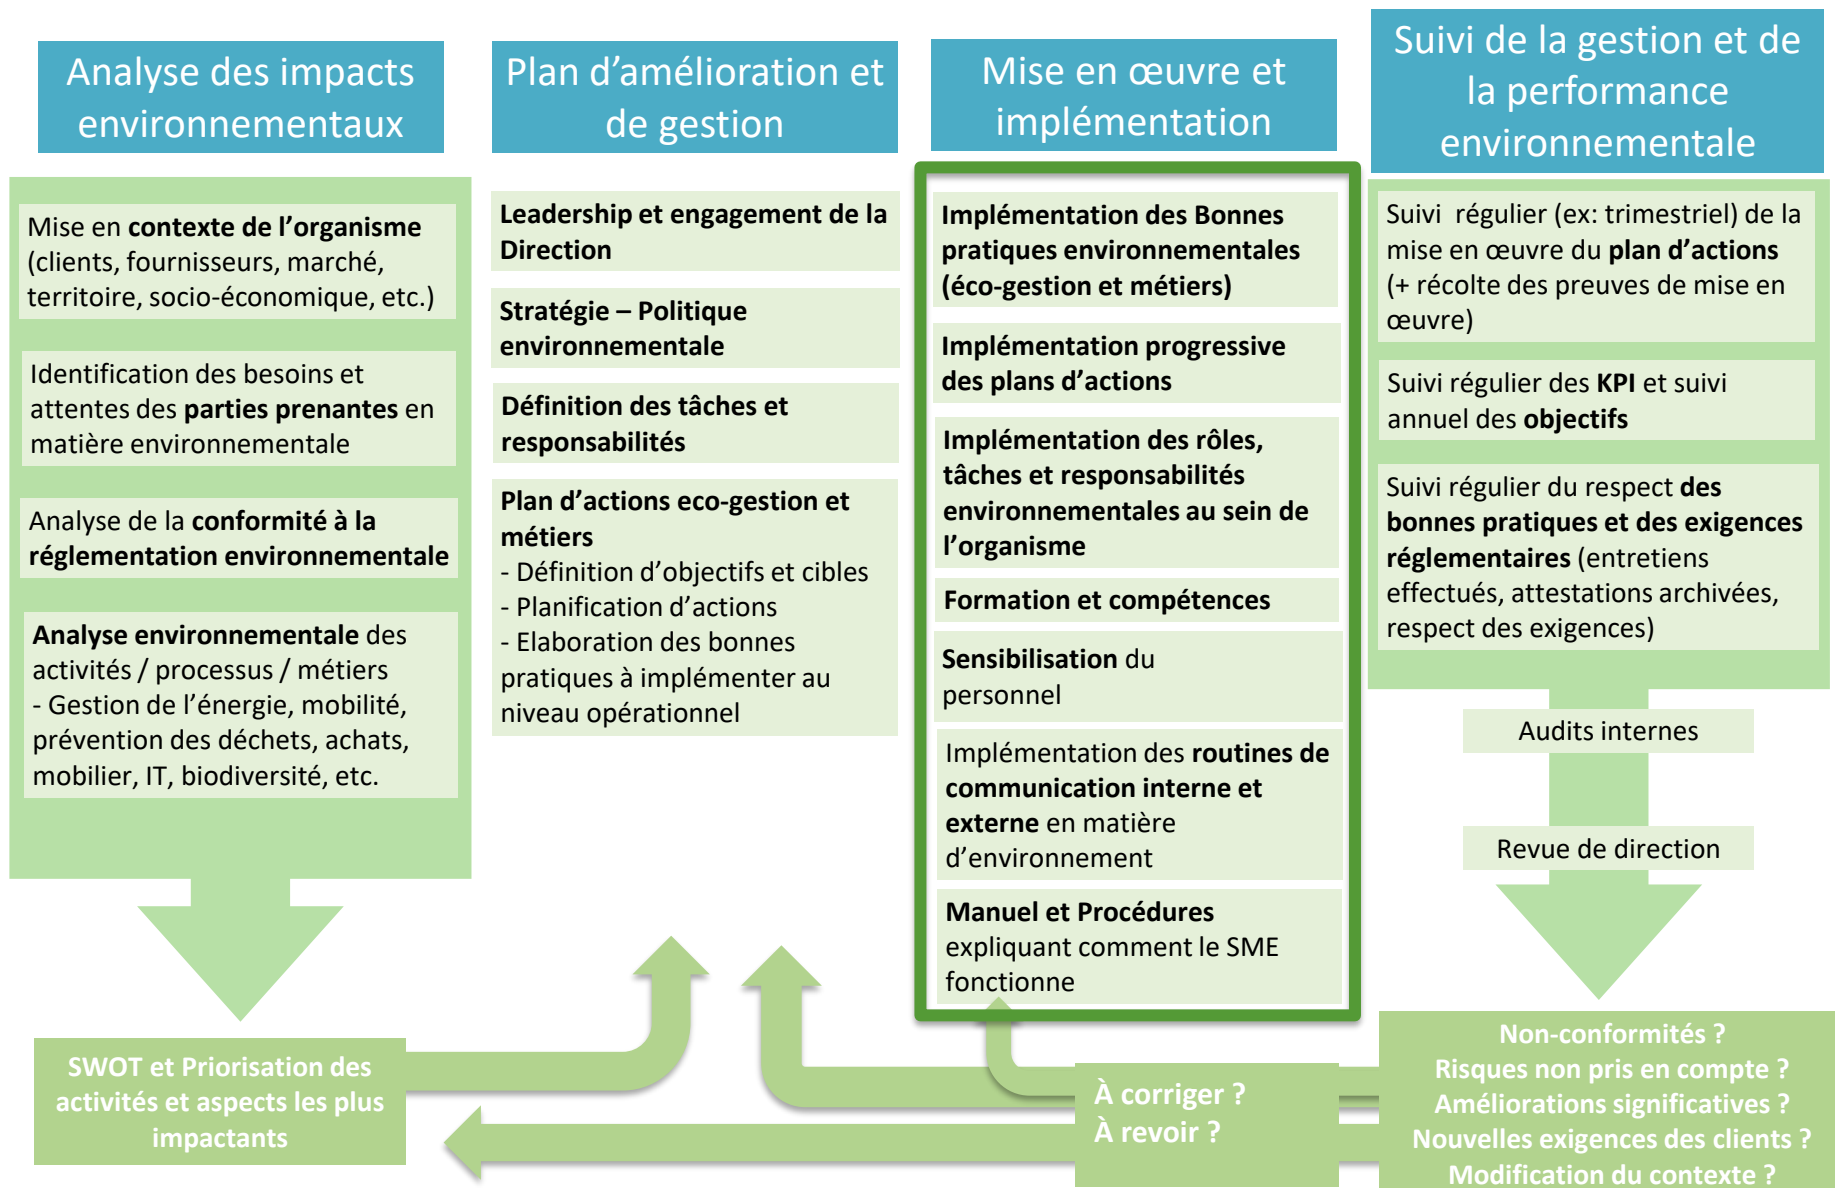 Analyse des impacts
environnementaux
Mise en contexte de l’organisme
(clients, fournisseurs, marché,
territoire, socio-économique, etc.)
Identification des besoins et
attentes des parties prenantes en
matière environnementale
Analyse de la conformité à la
réglementation environnementale
Analyse environnementale des
activités / processus / métiers
- Gestion de l’énergie, mobilité,
prévention des déchets, achats,
mobilier, IT, biodiversité, etc.
SWOT et Priorisation des
activités et aspects les plus
impactants
Plan d’amélioration et
de gestion
Leadership et engagement de la
Direction
Stratégie – Politique
environnementale
Définition des tâches et
responsabilités
Plan d’actions eco-gestion et
métiers
- Définition d’objectifs et cibles
- Planification d’actions
- Elaboration des bonnes
pratiques à implémenter au
niveau opérationnel
Mise en œuvre et
implémentation
Implémentation des Bonnes
pratiques environnementales
(éco-gestion et métiers)
Implémentation progressive
des plans d’actions
Implémentation des rôles,
tâches et responsabilités
environnementales au sein de
l’organisme
Formation et compétences
Sensibilisation du
personnel
Implémentation des routines de
communication interne et
externe en matière
d’environnement
Manuel et Procédures
expliquant comment le SME
fonctionne
À corriger ?
À revoir ?
Suivi de la gestion et de
la performance
environnementale
Suivi  régulier (ex: trimestriel) de la
mise en œuvre du plan d’actions
(+ récolte des preuves de mise en
œuvre)
Suivi régulier des KPI et suivi
annuel des objectifs
Suivi régulier du respect des
bonnes pratiques et des exigences
réglementaires (entretiens
effectués, attestations archivées,
respect des exigences)
Audits internes
Revue de direction
Non-conformités ?
Risques non pris en compte ?
Améliorations significatives ?
Nouvelles exigences des clients ?
Modification du contexte ?